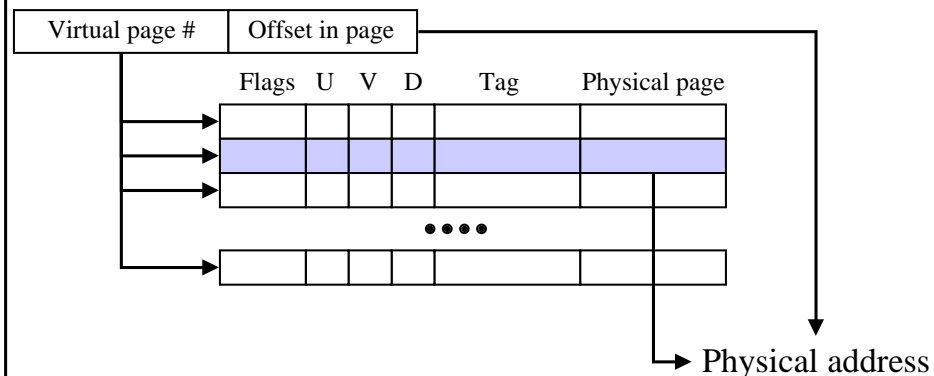 Virtual page # Offset in page
Flags U V D Tag Physical page
Physical address